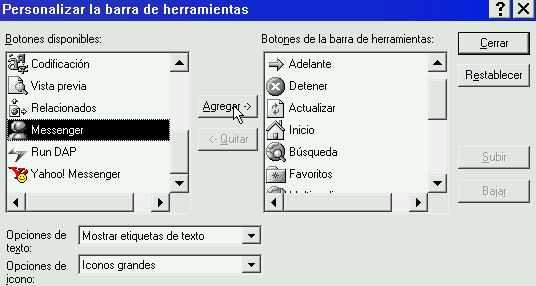 Personalizar la barra de herramientas
Botones disponibles:
Codificación
Vista previa
Relacionados
Messenger
Run DAP
Yahoo! Messenger
Agregar ->
<- Quitar
Botones de la barra de herramientas:
Adelante
Detener
Actualizar
Inicio
Búsqueda
Favoritos
Cerrar
Restablecer
Subir
Bajar
Opciones de texto:
Mostrar etiquetas de texto
Opciones de icono:
Iconos grandes